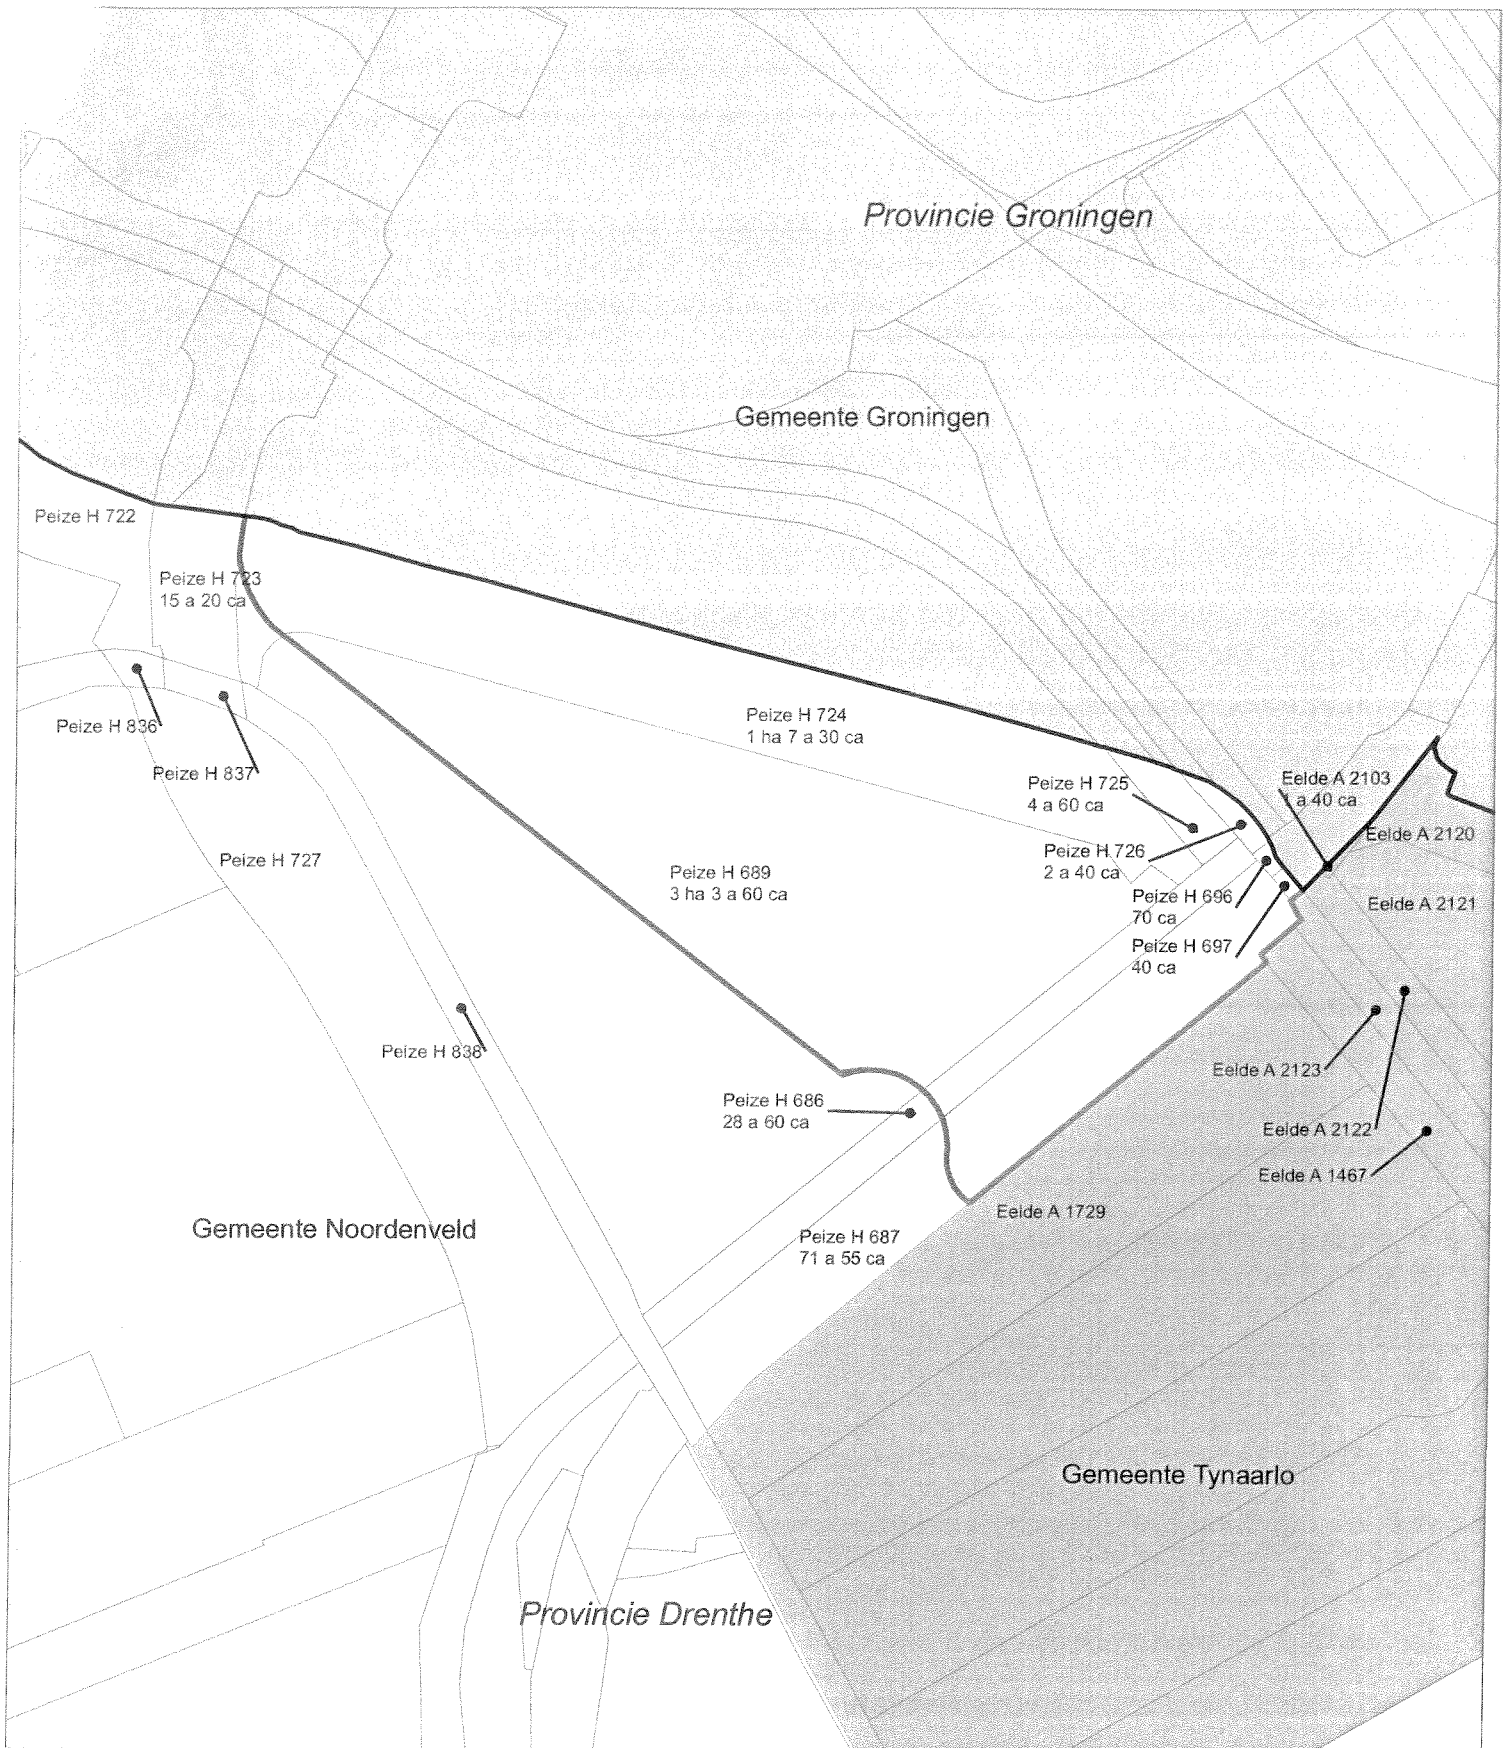 Provincie Groningen
Gemeente Groningen
Peize H 722
Peize H 723
15 a 20 ca
Peize H 836
Peize H 837
Peize H 724
1 ha 7 a 30 ca
Peize H 725
4 a 60 ca
Eelde A 2103
1 a 40 ca
Eelde A 2120
Peize H 726
2 a 40 ca
Peize H 727
Peize H 689
3 ha 3 a 60 ca
Peize H 696
70 ca
Eelde A 2121
Peize H 697
40 ca
Peize H 838
Eelde A 2123
Peize H 686
28 a 60 ca
Eelde A 2122
Eelde A 1467
Eelde A 1729
Gemeente Noordenveld
Peize H 687
71 a 55 ca
Gemeente Tynaarlo
Provincie Drenthe